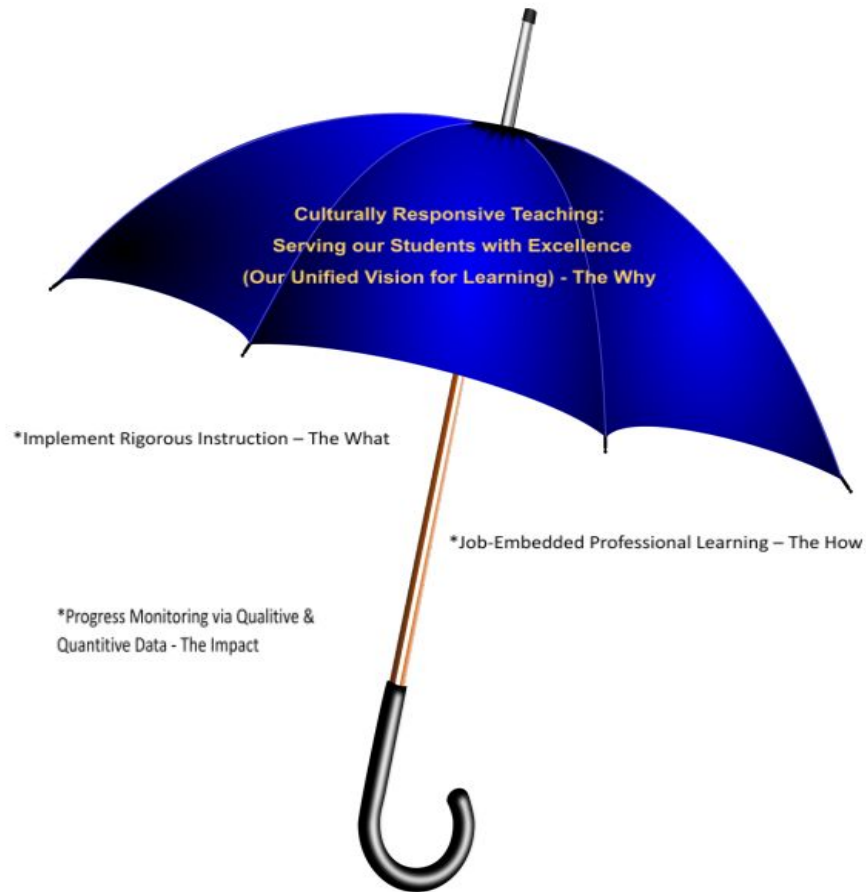 Culturally Responsive Teaching:
Serving our Students with Excellence
(Our Unified Vision for Learning) - The Why
*Implement Rigorous Instruction – The What
*Job-Embedded Professional Learning – The How
*Progress Monitoring via Qualitive &
Quantitive Data - The Impact